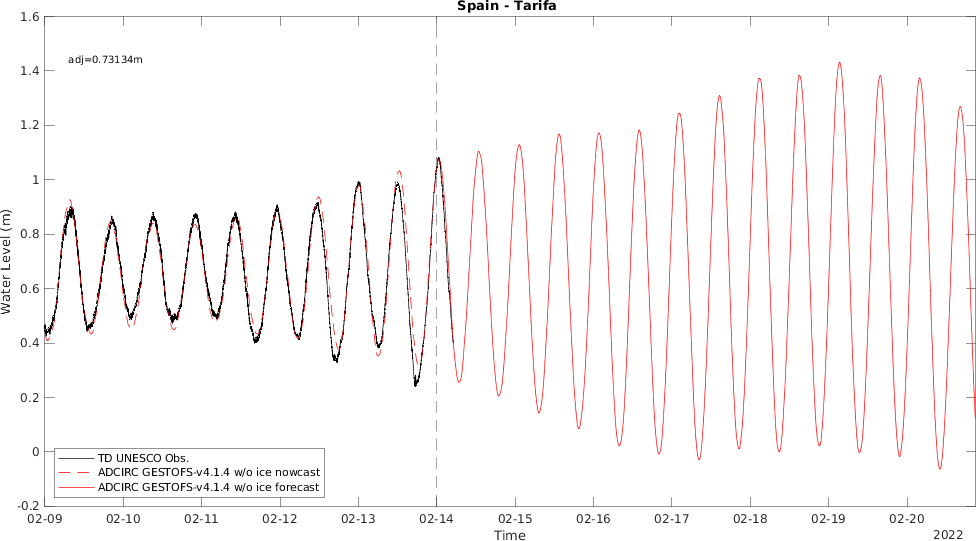 Spain - Tarifa
adj=0.73134m
Water Level (m)
1.6
1.4
1.2
1
0.8
0.6
0.4
0.2
0
-0.2
TD UNESCO Obs.
ADCIRC GESTOFS-v4.1.4 w/o ice nowcast
ADCIRC GESTOFS-v4.1.4 w/o ice forecast
02-09 02-10 02-11 02-12 02-13 02-14 02-15 02-16 02-17 02-18 02-19 02-20
Time
2022